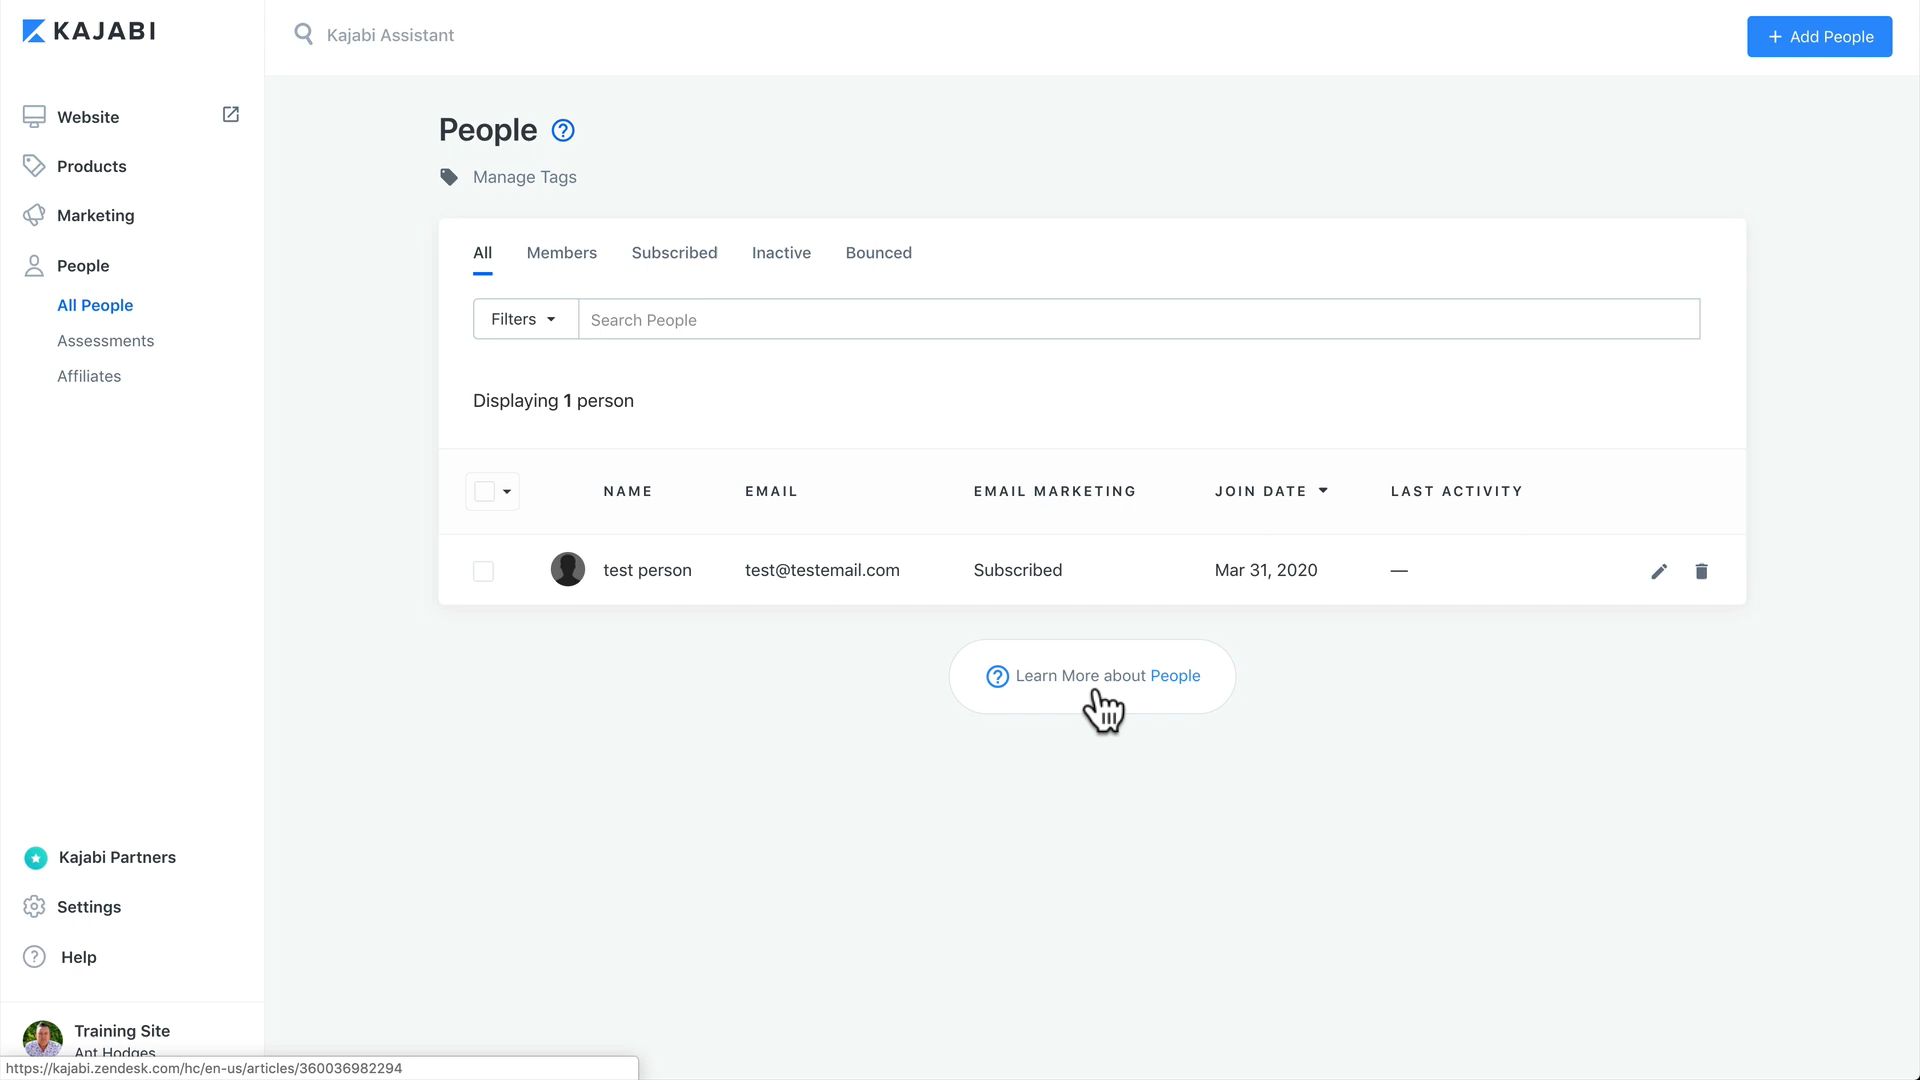 KAJABI
Kajabi Assistant
+ Add People
Website
Products
Marketing
People
All People
Assessments
Affiliates
People ?
Manage Tags
All Members Subscribed Inactive Bounced
Filters Search People
Displaying 1 person
NAME EMAIL EMAIL MARKETING JOIN DATE LAST ACTIVITY
test person test@testemail.com Subscribed Mar 31, 2020 —
? Learn More about People
Kajabi Partners
Settings
? Help
Training Site
Ant Hodges
https://kajabi.zendesk.com/hc/en-us/articles/360036982294